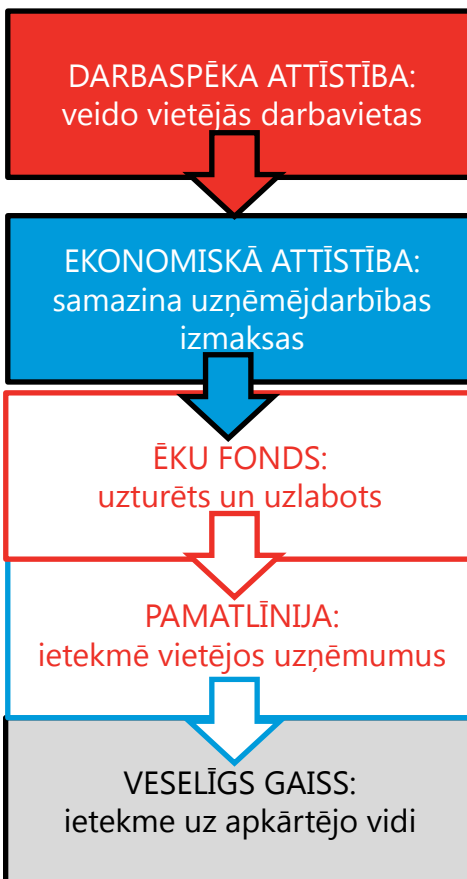 DARBASPĒKA ATTĪSTĪBA:
veido vietējās darbavietas
EKONOMISKĀ ATTĪSTĪBA:
samazina uzņēmējdarbības
izmaksas
ĒKU FONDS:
uzturēts un uzlabots
PAMATLĪNIJA:
ietekmē vietējos uzņēmumus
VESELĪGS GAISS:
ietekme uz apkārtējo vidi